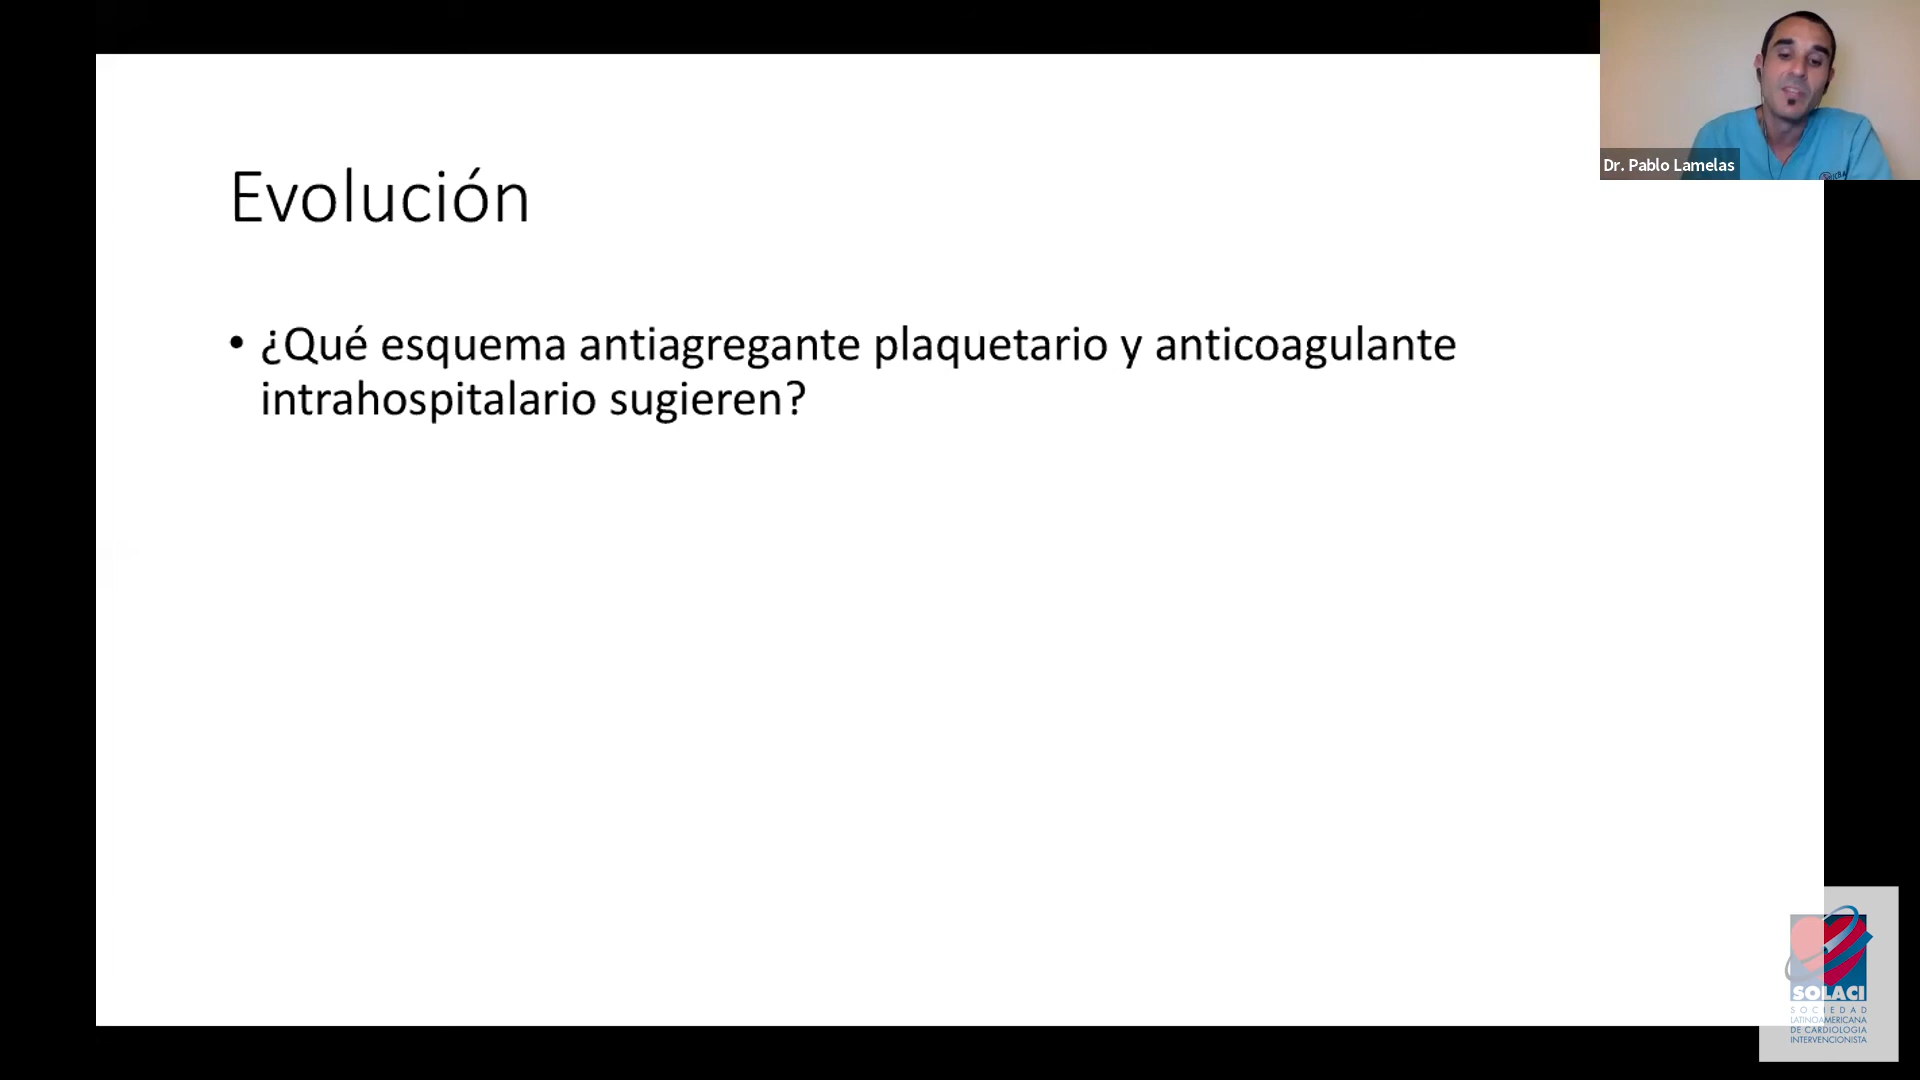 Dr. Pablo Lamelas
Evolución
• ¿Qué esquema antiagregante plaquetario y anticoagulante
intrahospitalario sugieren?
SOLACI
SOCIEDAD
LATINOAMERICANA
DE CARDIOLOGIA
INTERVENCIONISTA